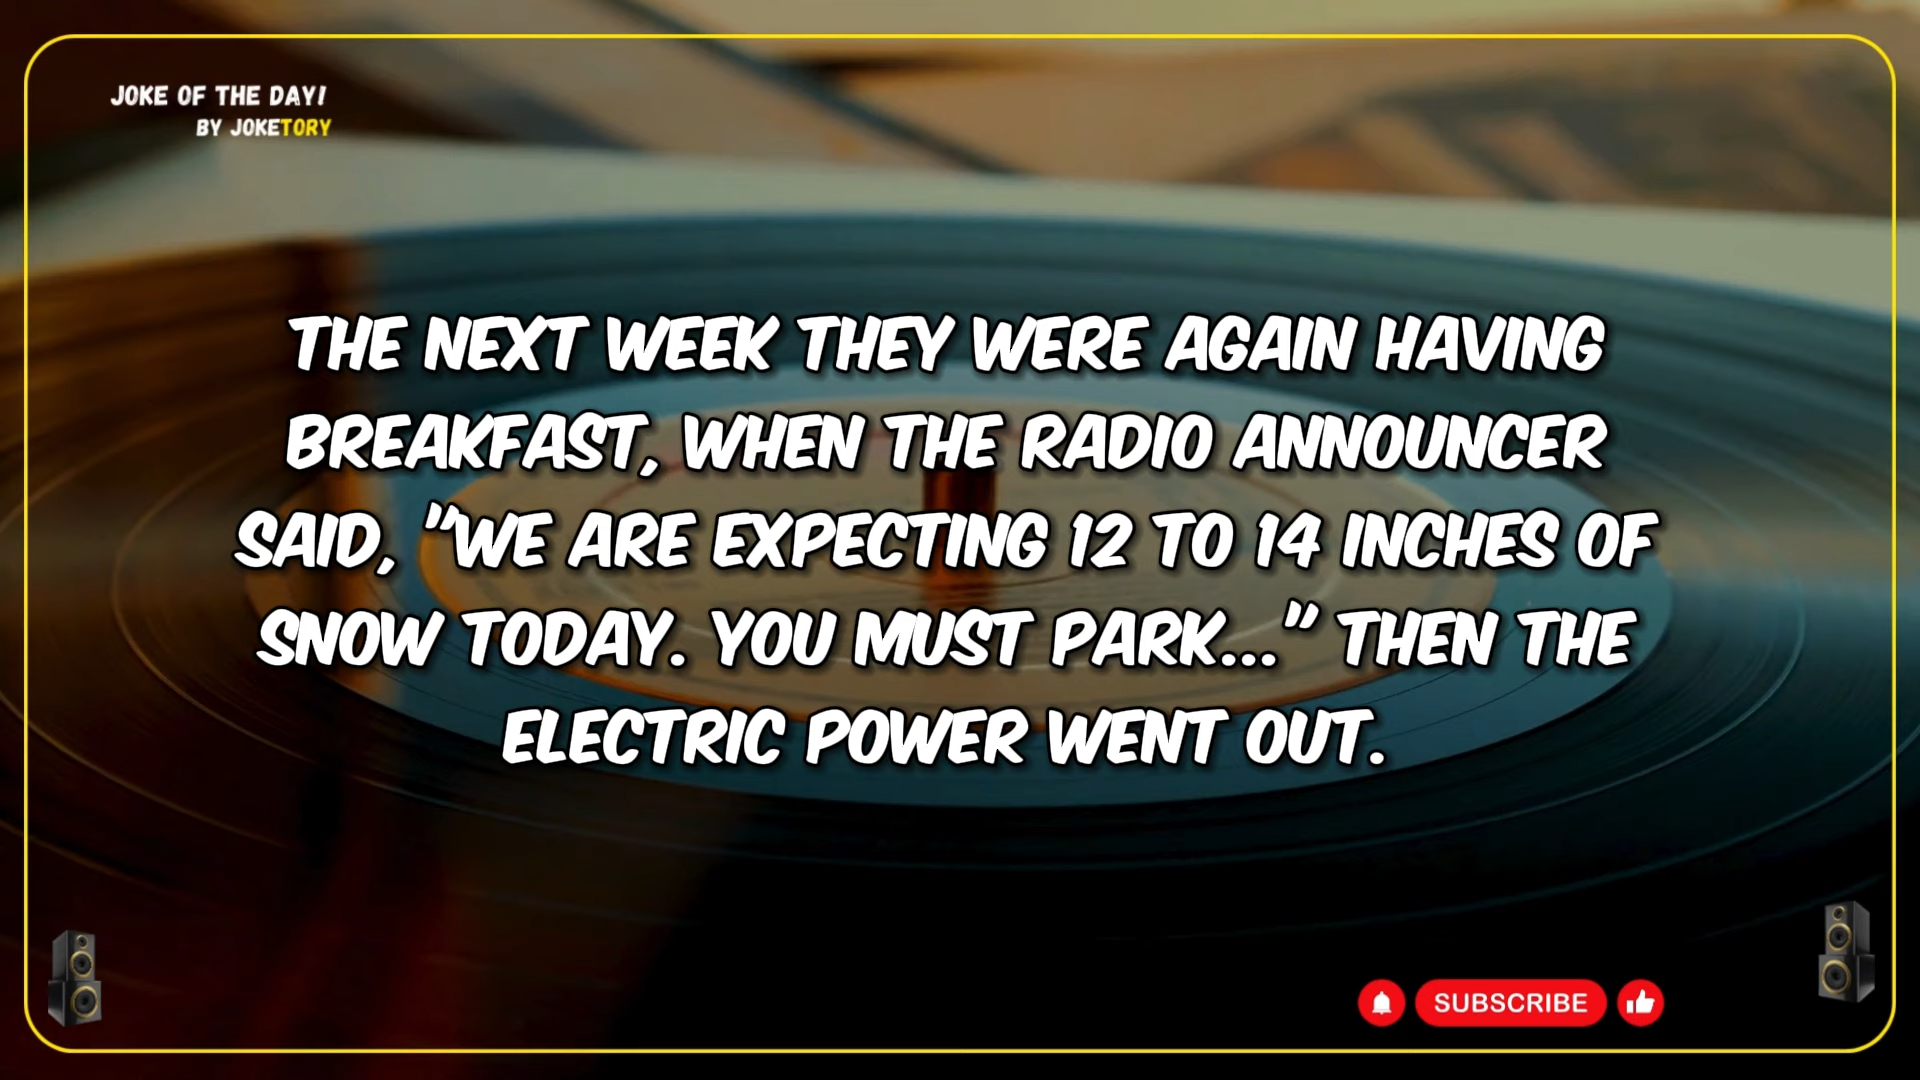 JOKE OF THE DAY!
BY JOKETORY
THE NEXT WEEK THEY WERE AGAIN HAVING
BREAKFAST, WHEN THE RADIO ANNOUNCER
SAID, "WE ARE EXPECTING 12 TO 14 INCHES OF
SNOW TODAY. YOU MUST PARK..." THEN THE
ELECTRIC POWER WENT OUT.
SUBSCRIBE